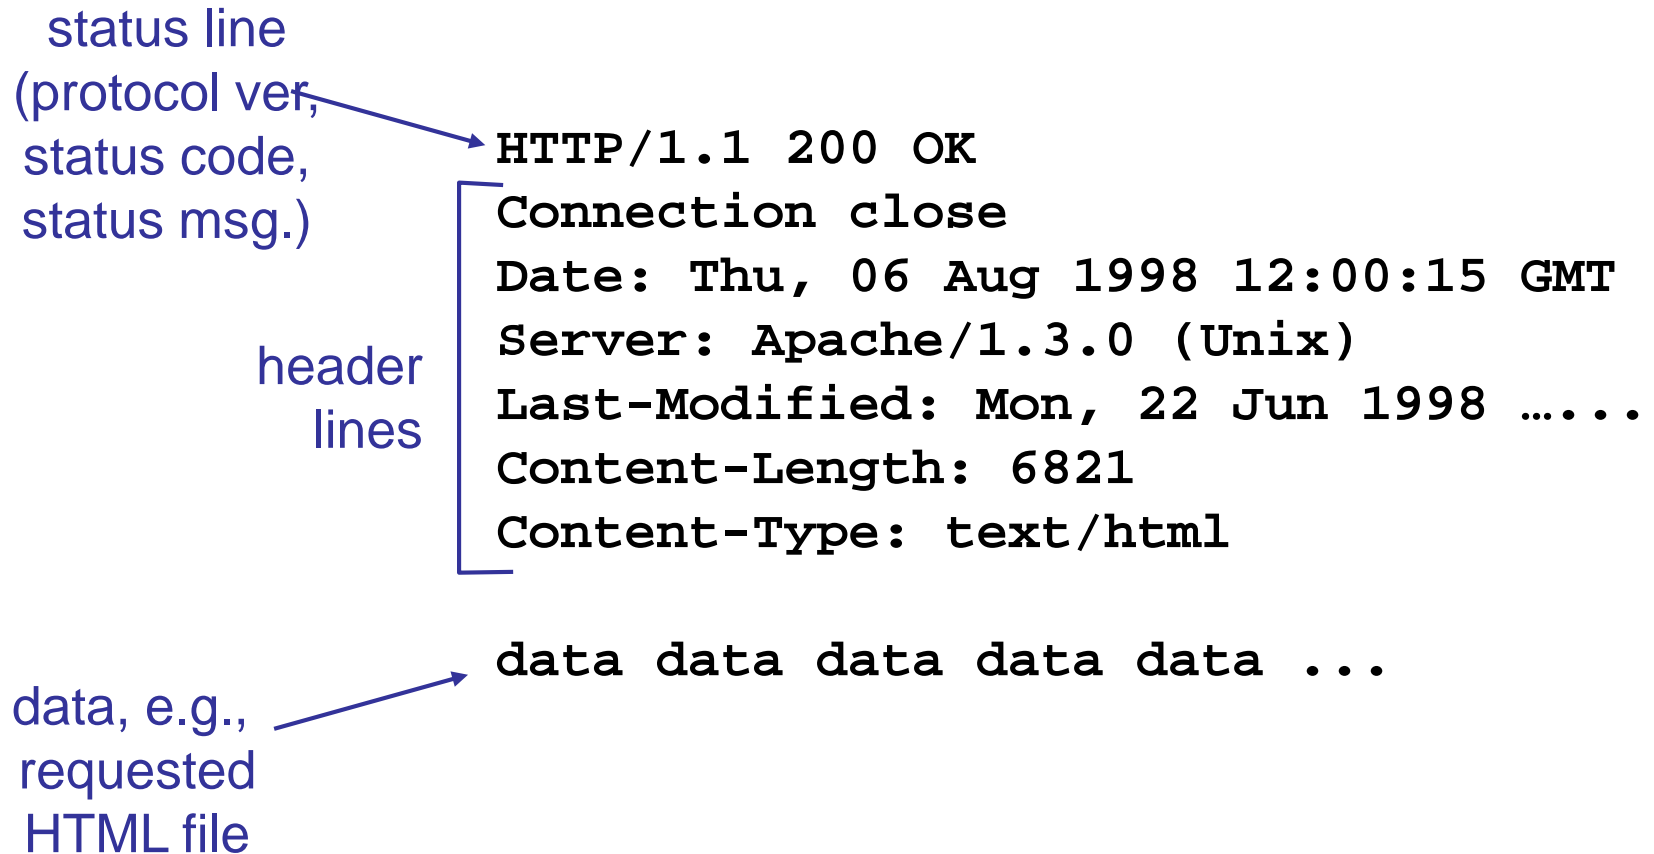 status line
(protocol ver,
status code,
status msg.)
HTTP/1.1 200 OK
Connection close
Date: Thu, 06 Aug 1998 12:00:15 GMT
Server: Apache/1.3.0 (Unix)
Last-Modified: Mon, 22 Jun 1998 …...
Content-Length: 6821
Content-Type: text/html
header
lines
data data data data data ...
data, e.g.,
requested
HTML file